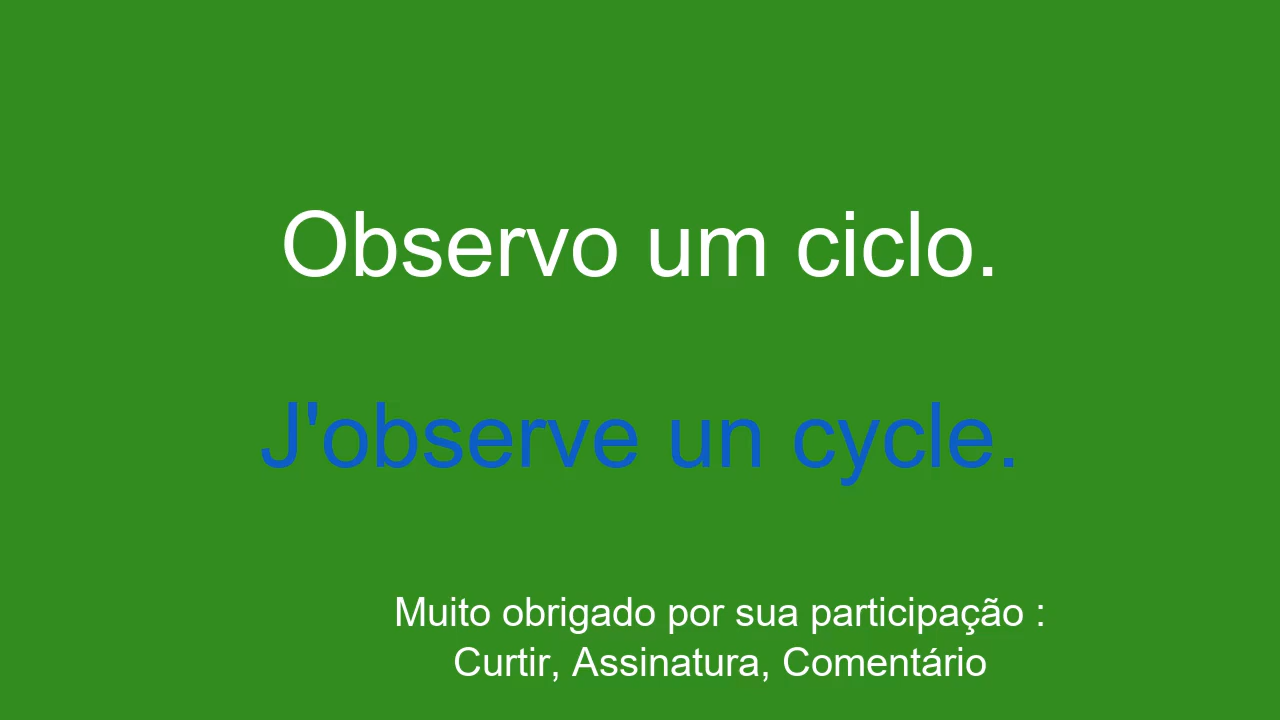 Observo um ciclo.
J'observe un cycle.
Muito obrigado por sua participação :
Curtir, Assinatura, Comentário